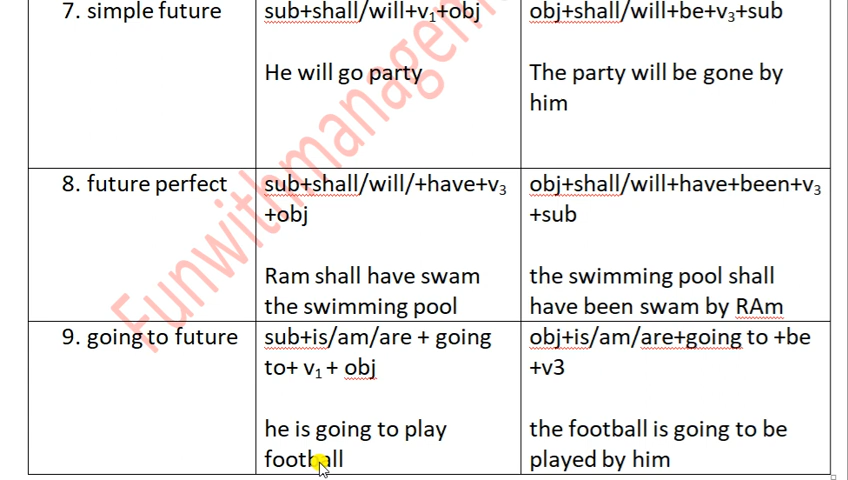 7. simple future
sub+shall/will+v₁+obj
He will go party
obj+shall/will+be+v₃+sub
The party will be gone by
him
8. future perfect
sub+shall/will/+have+v₃
+obj
Ram shall have swam
the swimming pool
obj+shall/will+have+been+v₃
+sub
the swimming pool shall
have been swam by RAm
9. going to future
sub+is/am/are + going
to+ v₁ + obj
he is going to play
football
obj+is/am/are+going to +be
+v3
the football is going to be
played by him
Funwithmanagem